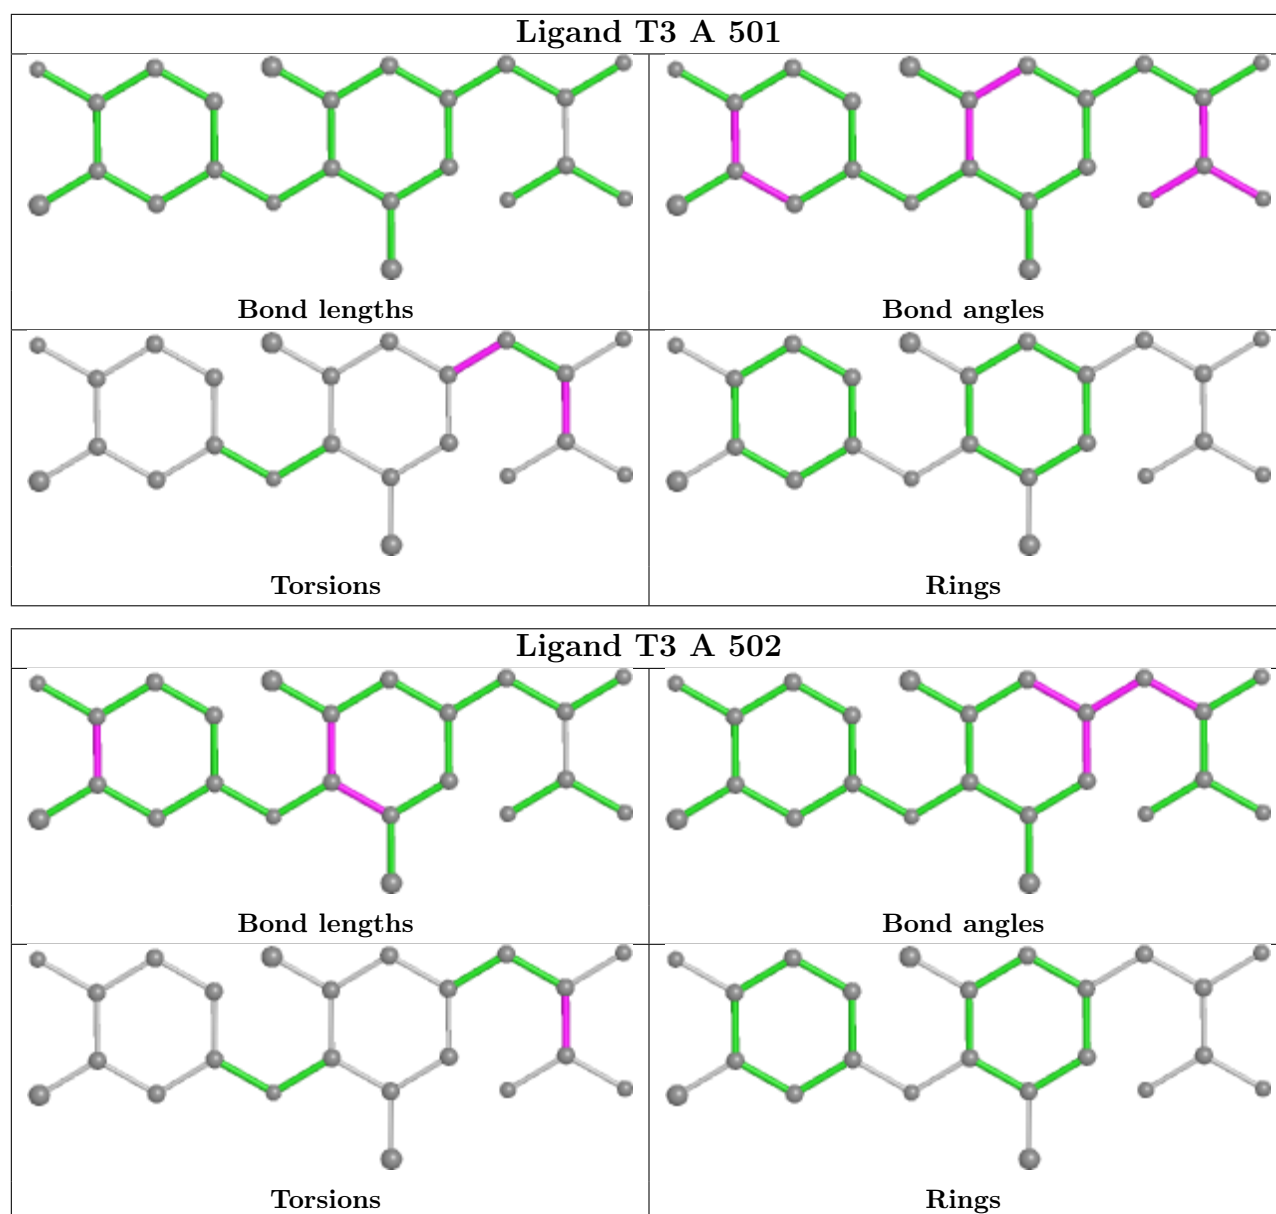 Ligand T3 A 501
Bond lengths
Bond angles
Torsions
Rings
Ligand T3 A 502
Bond lengths
Bond angles
Torsions
Rings